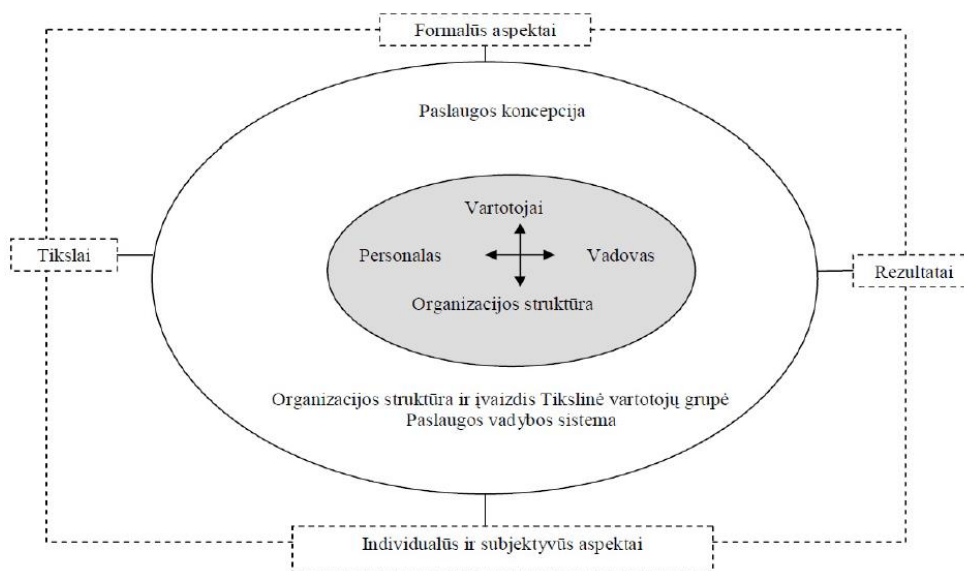 Formalūs aspektai
Paslaugos koncepcija
Vartotojai
Tikslai
Personalas
Vadovas
Rezultatai
Organizacijos struktūra
Organizacijos struktūra ir įvaizdis Tikslinė vartotojų grupė
Paslaugos vadybos sistema
Individualūs ir subjektyvūs aspektai